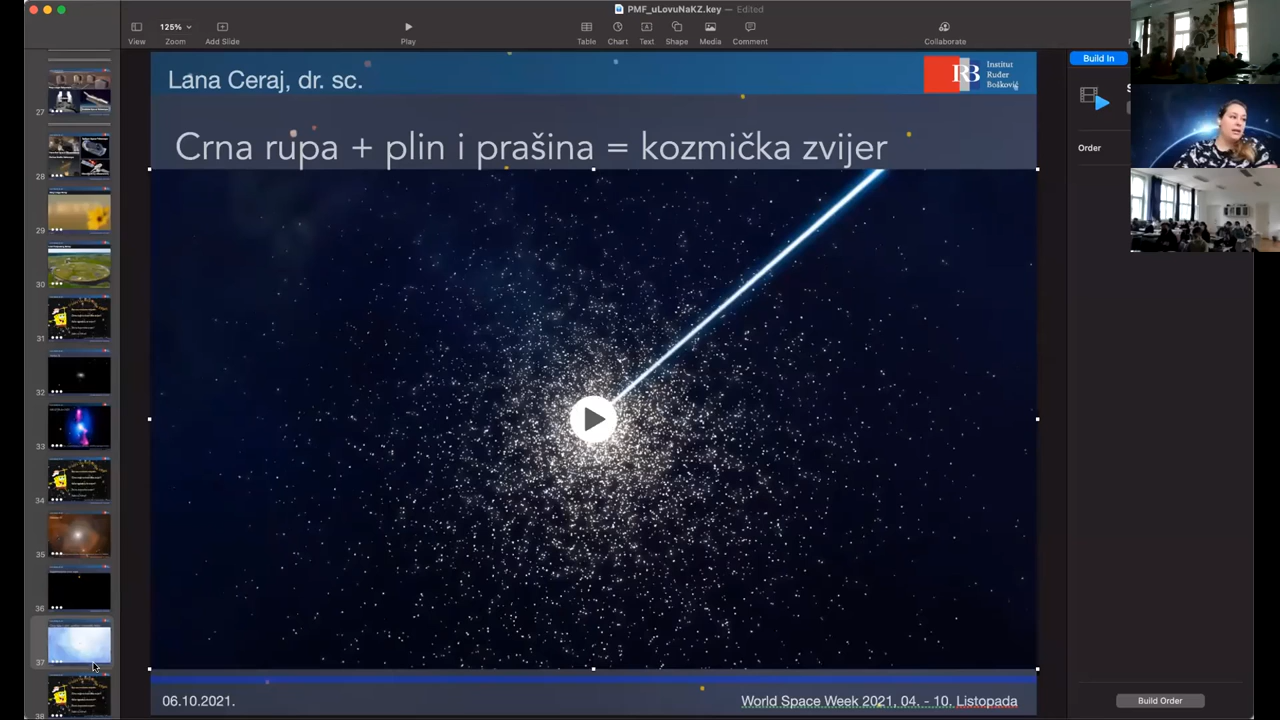 PMF_uLovuNaKZ.key — Edited
125%
View
Zoom
Add Slide
Play
Table
Chart
Text
Shape
Media
Comment
Collaborate
Build In
Lana Ceraj, dr. sc.
RB
Institut
Ruđer
Bošković
Crna rupa + plin i prašina = kozmička zvijer
Order
27
28
29
30
31
32
33
34
35
36
37
38
06.10.2021.
World Space Week 2021, 04. - 10. Listopada
Build Order